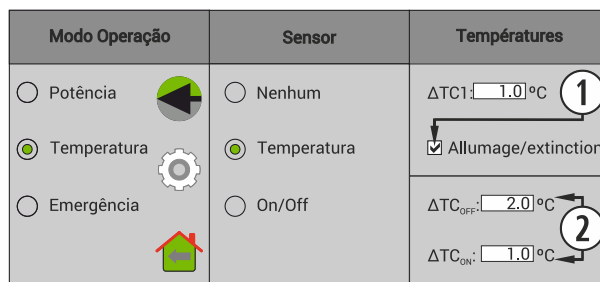 Modo Operação
Sensor
Températures
Potência
Nenhum
ΔTC1: 1.0 ºC
1
Temperatura
Temperatura
Allumage/extinction
Emergência
On/Off
ΔTCOFF: 2.0 ºC
2
ΔTCON: 1.0 ºC